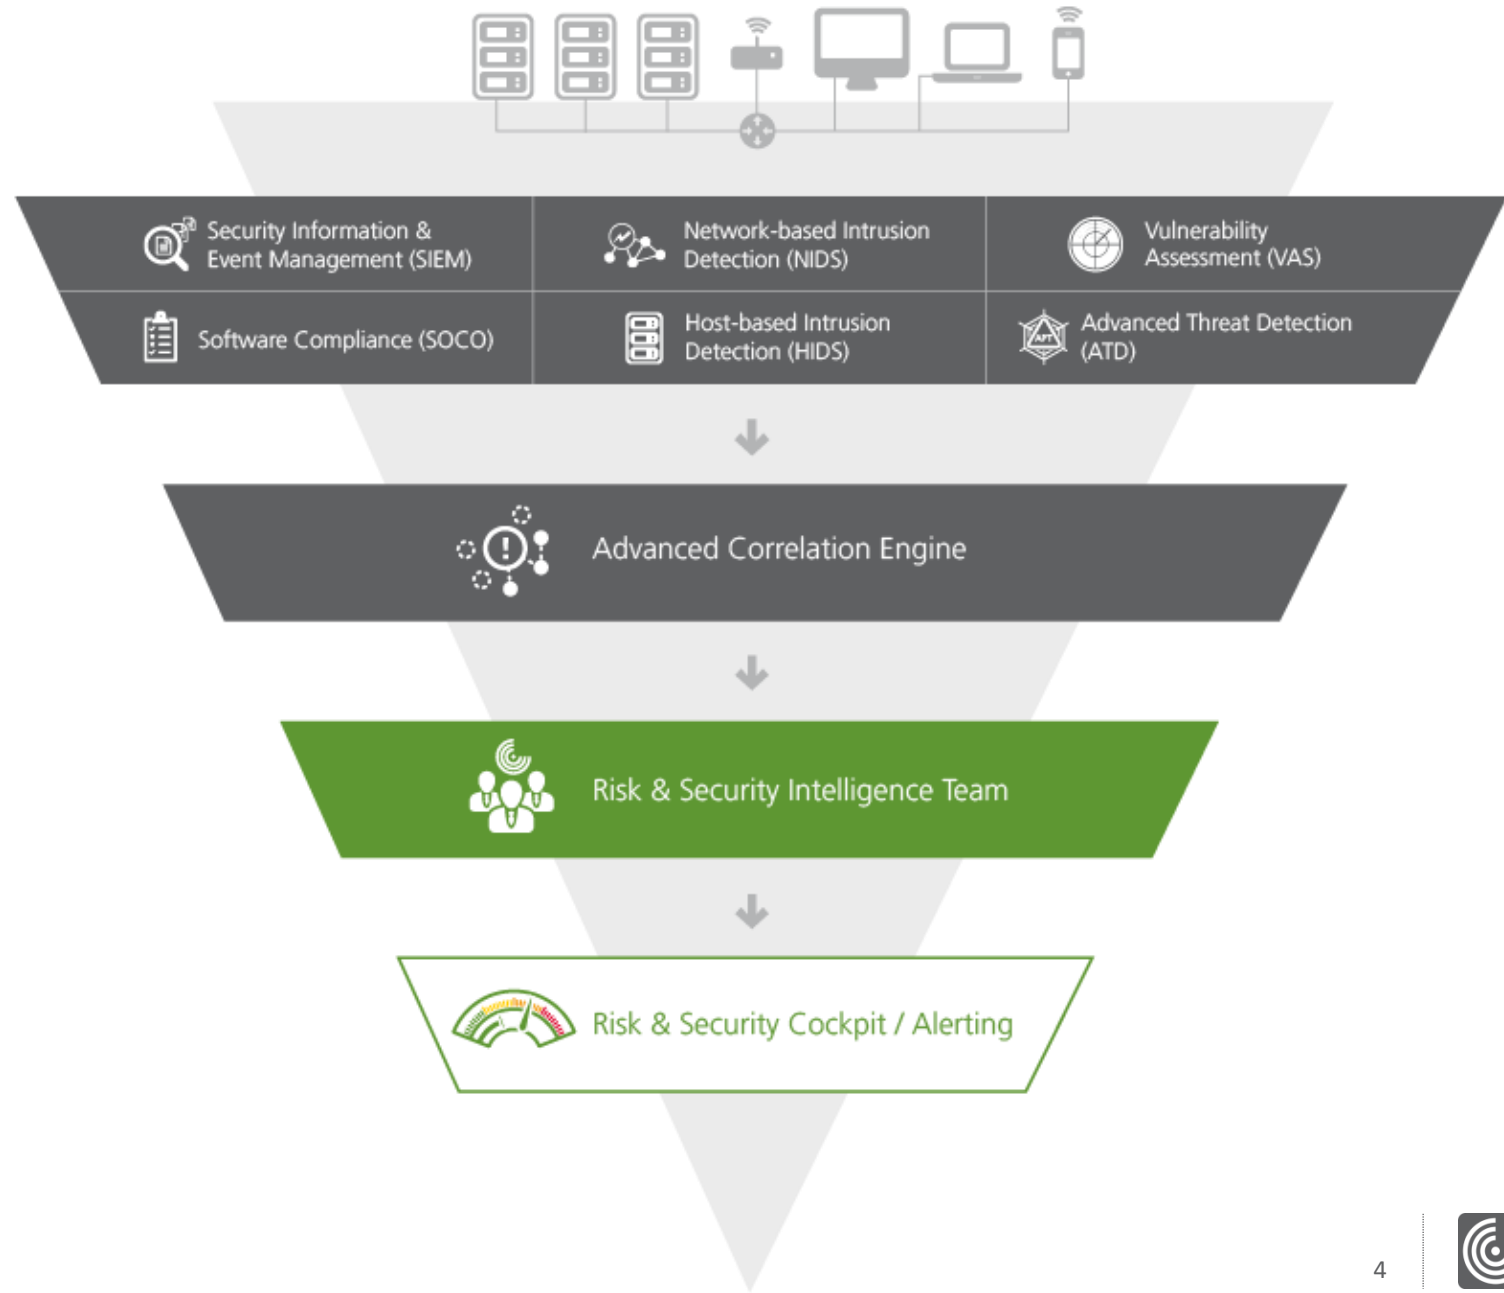 Security Information &
Event Management (SIEM)
Network-based Intrusion
Detection (NIDS)
Vulnerability
Assessment (VAS)
Software Compliance (SOCO)
Host-based Intrusion
Detection (HIDS)
APT
Advanced Threat Detection
(ATD)
Advanced Correlation Engine
Risk & Security Intelligence Team
Risk & Security Cockpit / Alerting
4